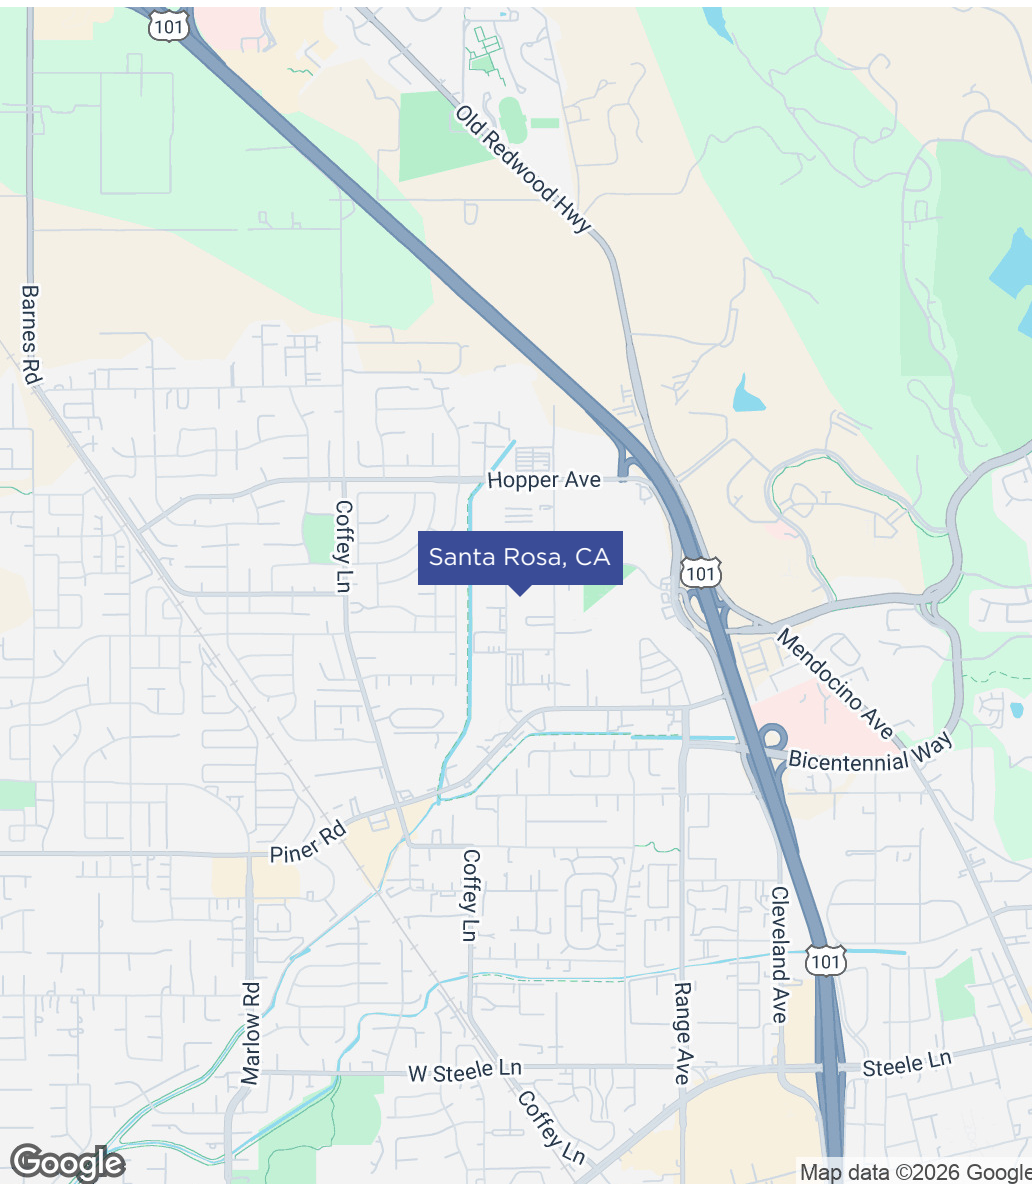 101
Old Redwood Hwy
Barnes Rd
Hopper Ave
Coffey Ln
Santa Rosa, CA
101
Mendocino Ave
Bicentennial Way
Piner Rd
Coffey Ln
Cleveland Ave
101
Marlow Rd
Range Ave
W Steele Ln
Steele Ln
Coffey Ln
Google
Map data ©2026 Google